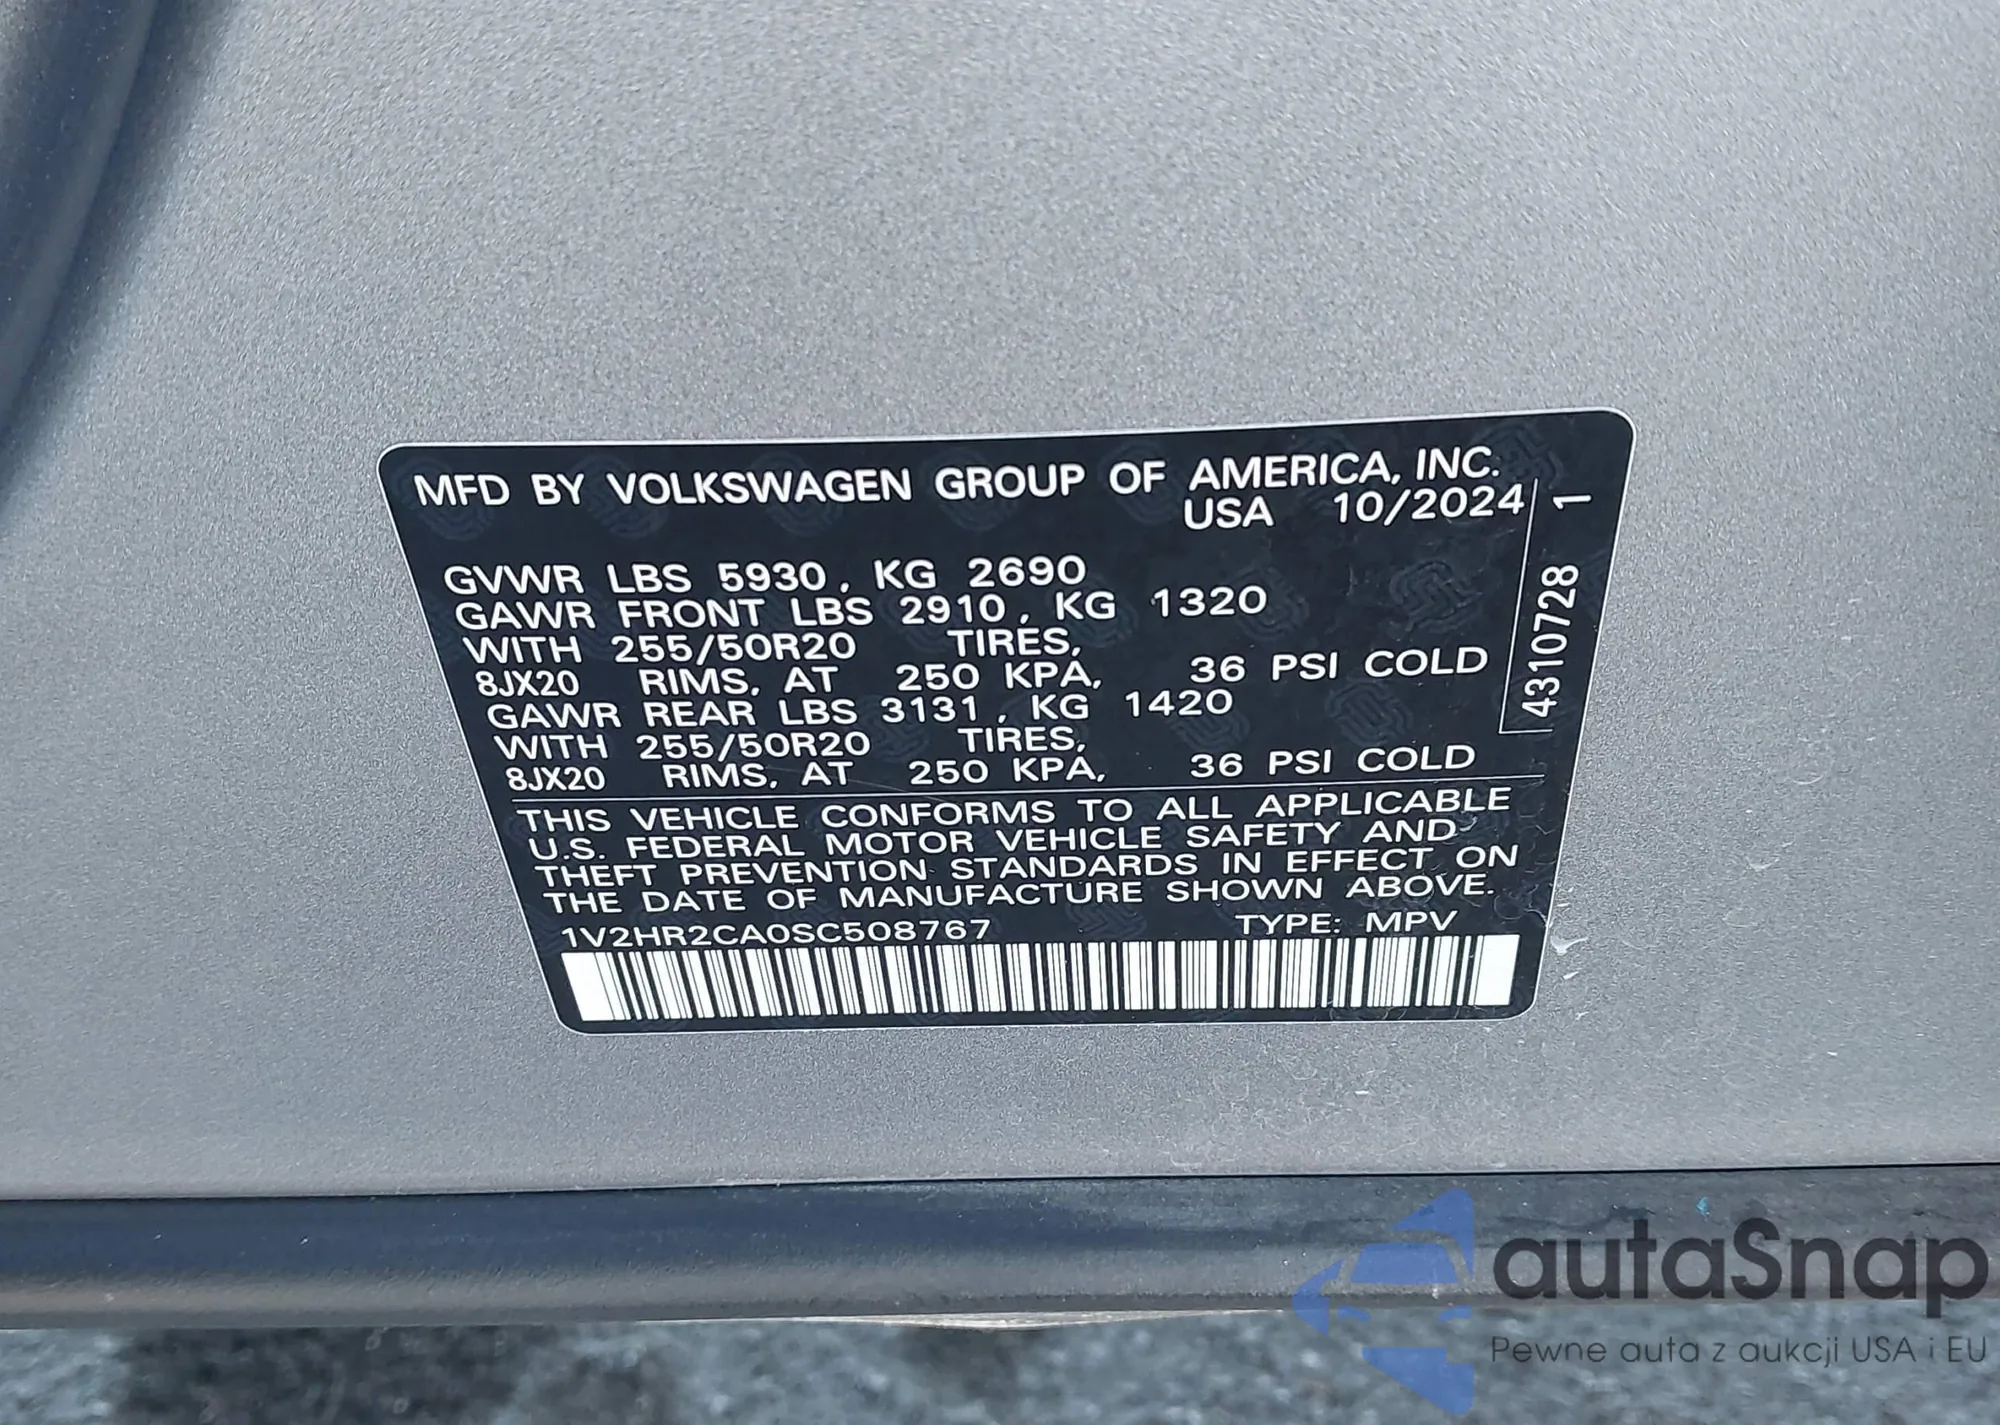 MFD BY VOLKSWAGEN GROUP OF AMERICA, INC.
USA 10/2024
GVWR LBS 5930, KG 2690
GAWR FRONT LBS 2910, KG 1320
WITH 255/50R20 TIRES,
8JX20 RIMS, AT 250 KPA, 36 PSI COLD
GAWR REAR LBS 3131, KG 1420
WITH 255/50R20 TIRES,
8JX20 RIMS, AT 250 KPA, 36 PSI COLD
THIS VEHICLE CONFORMS TO ALL APPLICABLE
U.S. FEDERAL MOTOR VEHICLE SAFETY AND
THEFT PREVENTION STANDARDS IN EFFECT ON
THE DATE OF MANUFACTURE SHOWN ABOVE.
1V2HR2CA0SC508767 TYPE: MPV
4310728 1
autaSnap
Pewne auta z aukcji USA i EU